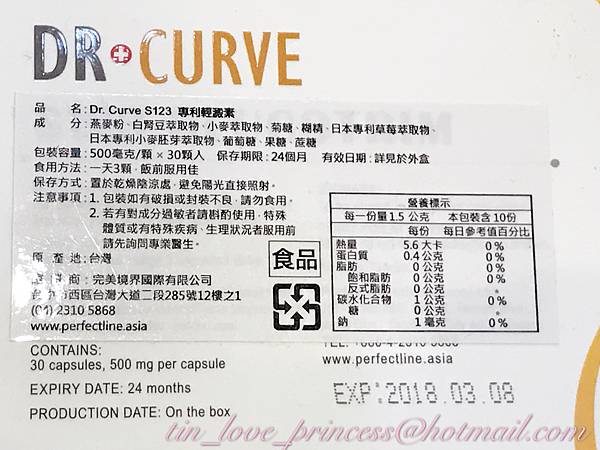 DR CURVE
品 名: Dr. Curve S123 專利輕澱素
成 分: 燕麥粉、白腎豆萃取物、小麥萃取物、菊糖、糊精、日本專利草莓萃取物、
日本專利小麥胚芽萃取物、葡萄糖、果糖、蔗糖
包裝容量: 500毫克/顆 × 30顆入 保存期限: 24個月 有效日期: 詳見於外盒
食用方法: 一天3顆,飯前服用佳
保存方式: 置於乾燥陰涼處,避免陽光直接照射。
注意事項: 1. 包裝如有破損或封裝不良,請勿食用。
2. 若有對成分過敏者請斟酌使用,特殊
體質或有特殊疾病、生理狀況者服用前
請先詢問專業醫生。
原 產 地: 台灣
商: 完美境界國際有限公司
市西區台灣大道二段285號12樓之1
(04) 2310 5868
www.perfectline.asia
食品
營養標示
每一份量 1.5 公克 本包裝含 10份
每份 每日參考值百分比
熱量 5.6 大卡 0%
蛋白質 0.4 公克 0%
脂肪 0 公克 0%
飽和脂肪 0 公克 0%
反式脂肪 0 公克
碳水化合物 1 公克 0%
糖 0 公克
鈉 1 毫克 0%
CONTAINS:
30 capsules, 500 mg per capsule
EXPIRY DATE: 24 months
PRODUCTION DATE: On the box
www.perfectline.asia
EXP:2018.03.08
tin_love_princess@hotmail.com